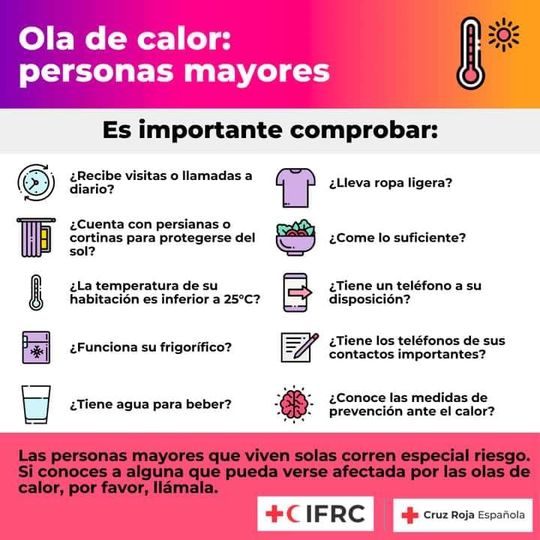 Ola de calor:
personas mayores
Es importante comprobar:
¿Recibe visitas o llamadas a
diario?
¿Cuenta con persianas o
cortinas para protegerse del
sol?
¿La temperatura de su
habitación es inferior a 25°C?
¿Funciona su frigorífico?
¿Tiene agua para beber?
¿Lleva ropa ligera?
¿Come lo suficiente?
¿Tiene un teléfono a su
disposición?
¿Tiene los teléfonos de sus
contactos importantes?
¿Conoce las medidas de
prevención ante el calor?
Las personas mayores que viven solas corren especial riesgo.
Si conoces a alguna que pueda verse afectada por las olas de
calor, por favor, llámala.
IFRC
Cruz Roja Española